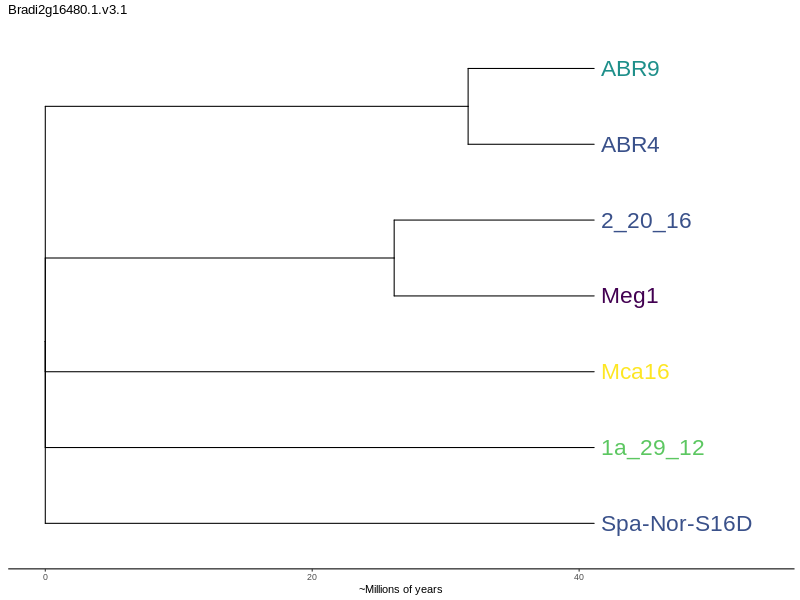 Bradi2g16480.1.v3.1
ABR9
ABR4
2_20_16
Meg1
Mca16
1a_29_12
Spa-Nor-S16D
0 20 40
~Millions of years